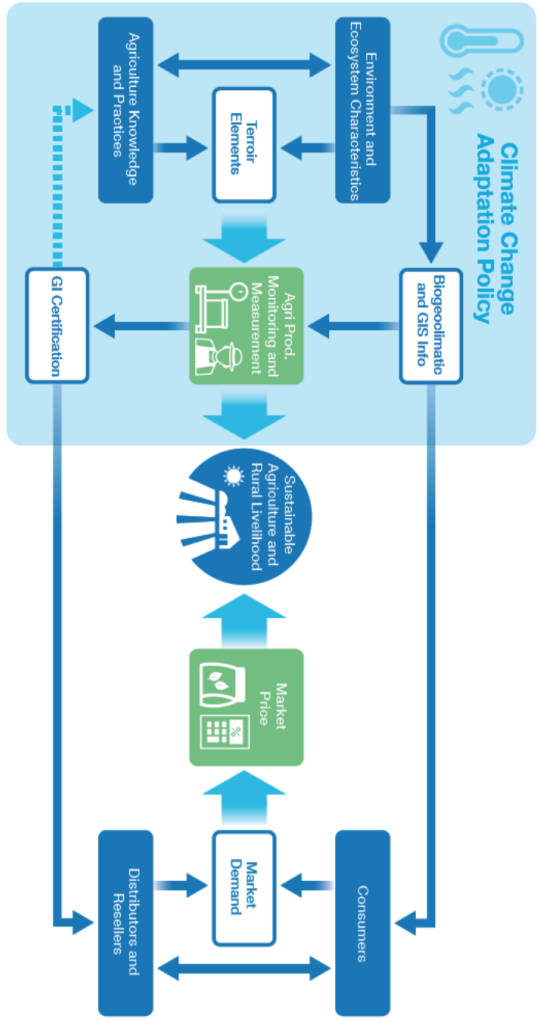 Climate Change
Adaptation Policy
Environment and
Ecosystem Characteristics
Agriculture Knowledge
and Practices
Terroir
Elements
Biogeoclimatic
and GIS Info
Agri Prod.
Monitoring and
Measurement
GI Certification
Sustainable
Agriculture and
Rural Livelihood
Market
Price
%
Consumers
Market
Demand
Distributors and
Resellers